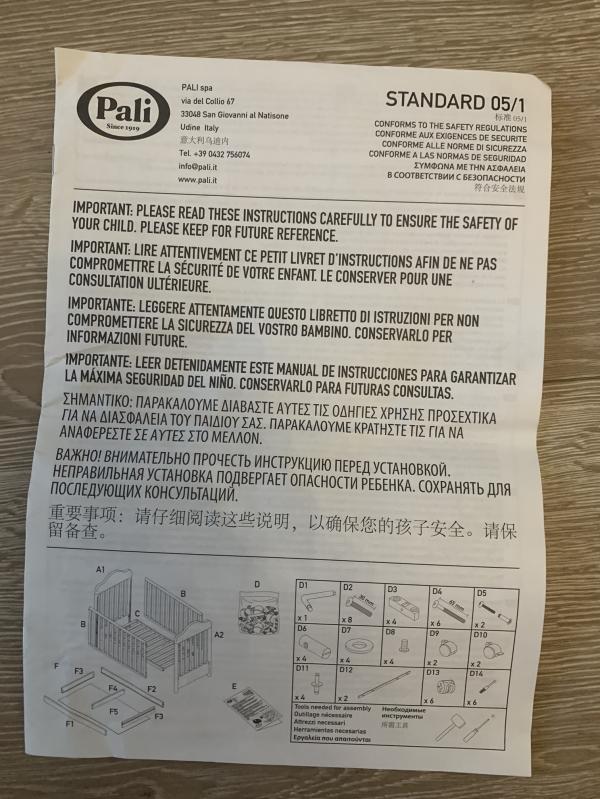 Pali
Since 1919
PALI spa
via del Collio 67
33048 San Giovanni al Natisone
Udine Italy
意大利乌迪内
Tel. +39 0432 756074
info@pali.it
www.pali.it
STANDARD 05/1
标准 05/1
CONFORMS TO THE SAFETY REGULATIONS
CONFORME AUX EXIGENCES DE SECURITE
CONFORME ALLE NORME DI SICUREZZA
CONFORME A LAS NORMAS DE SEGURIDAD
ΣΥΜΦΩΝΑ ΜΕ ΤΗΝ ΑΣΦΑΛΕΙΑ
В СООТВЕТСТВИИ С БЕЗОПАСНОСТИ
符合安全法规
IMPORTANT: PLEASE READ THESE INSTRUCTIONS CAREFULLY TO ENSURE THE SAFETY OF
YOUR CHILD. PLEASE KEEP FOR FUTURE REFERENCE.
IMPORTANT: LIRE ATTENTIVEMENT CE PETIT LIVRET D'INSTRUCTIONS AFIN DE NE PAS
COMPROMETTRE LA SÉCURITÉ DE VOTRE ENFANT. LE CONSERVER POUR UNE
CONSULTATION ULTÉRIEURE.
IMPORTANTE: LEGGERE ATTENTAMENTE QUESTO LIBRETTO DI ISTRUZIONI PER NON
COMPROMETTERE LA SICUREZZA DEL VOSTRO BAMBINO. CONSERVARLO PER
INFORMAZIONI FUTURE.
IMPORTANTE: LEER DETENIDAMENTE ESTE MANUAL DE INSTRUCCIONES PARA GARANTIZAR
LA MÁXIMA SEGURIDAD DEL NIÑO. CONSERVARLO PARA FUTURAS CONSULTAS.
ΣΗΜΑΝΤΙΚΟ: ΠΑΡΑΚΑΛΟΥΜΕ ΔΙΑΒΑΣΤΕ ΑΥΤΕΣ ΤΙΣ ΟΔΗΓΙΕΣ ΧΡΗΣΗΣ ΠΡΟΣΕΧΤΙΚΑ
ΓΙΑ ΝΑ ΔΙΑΣΦΑΛΕΙΑ ΤΟΥ ΠΑΙΔΙΟΥ ΣΑΣ. ΠΑΡΑΚΑΛΟΥΜΕ ΚΡΑΤΗΣΤΕ ΤΙΣ ΓΙΑ ΝΑ
ΑΝΑΦΕΡΕΣΤΕ ΣΕ ΑΥΤΕΣ ΣΤΟ ΜΕΛΛΟΝ.
ВАЖНО! ВНИМАТЕЛЬНО ПРОЧЕСТЬ ИНСТРУКЦИЮ ПЕРЕД УСТАНОВКОЙ.
НЕПРАВИЛЬНАЯ УСТАНОВКА ПОДВЕРГАЕТ ОПАСНОСТИ РЕБЕНКА. СОХРАНЯТЬ ДЛЯ
ПОСЛЕДУЮЩИХ КОНСУЛЬТАЦИЙ.
重要事项：请仔细阅读这些说明，以确保您的孩子安全。请保
留备查。
A1
B
C
B
A2
D
E
F
F3
F4
F2
F5
F1
F3
D1 D2 D3 D4 D5
30 mm
65 mm
x 1 x 8 x 4 x 6 x 2
D6 D7 D8 D9 D10
x 4 x 4 x 4 x 2 x 2
D11 D12 D13 D14
x 4 x 2 x 6 x 6
Tools needed for assembly
Outillage nécessaire
Attrezzi necessari
Herramientas necesarias
Εργαλεία που απαιτούνται
Необходимые
инструменты
所需工具